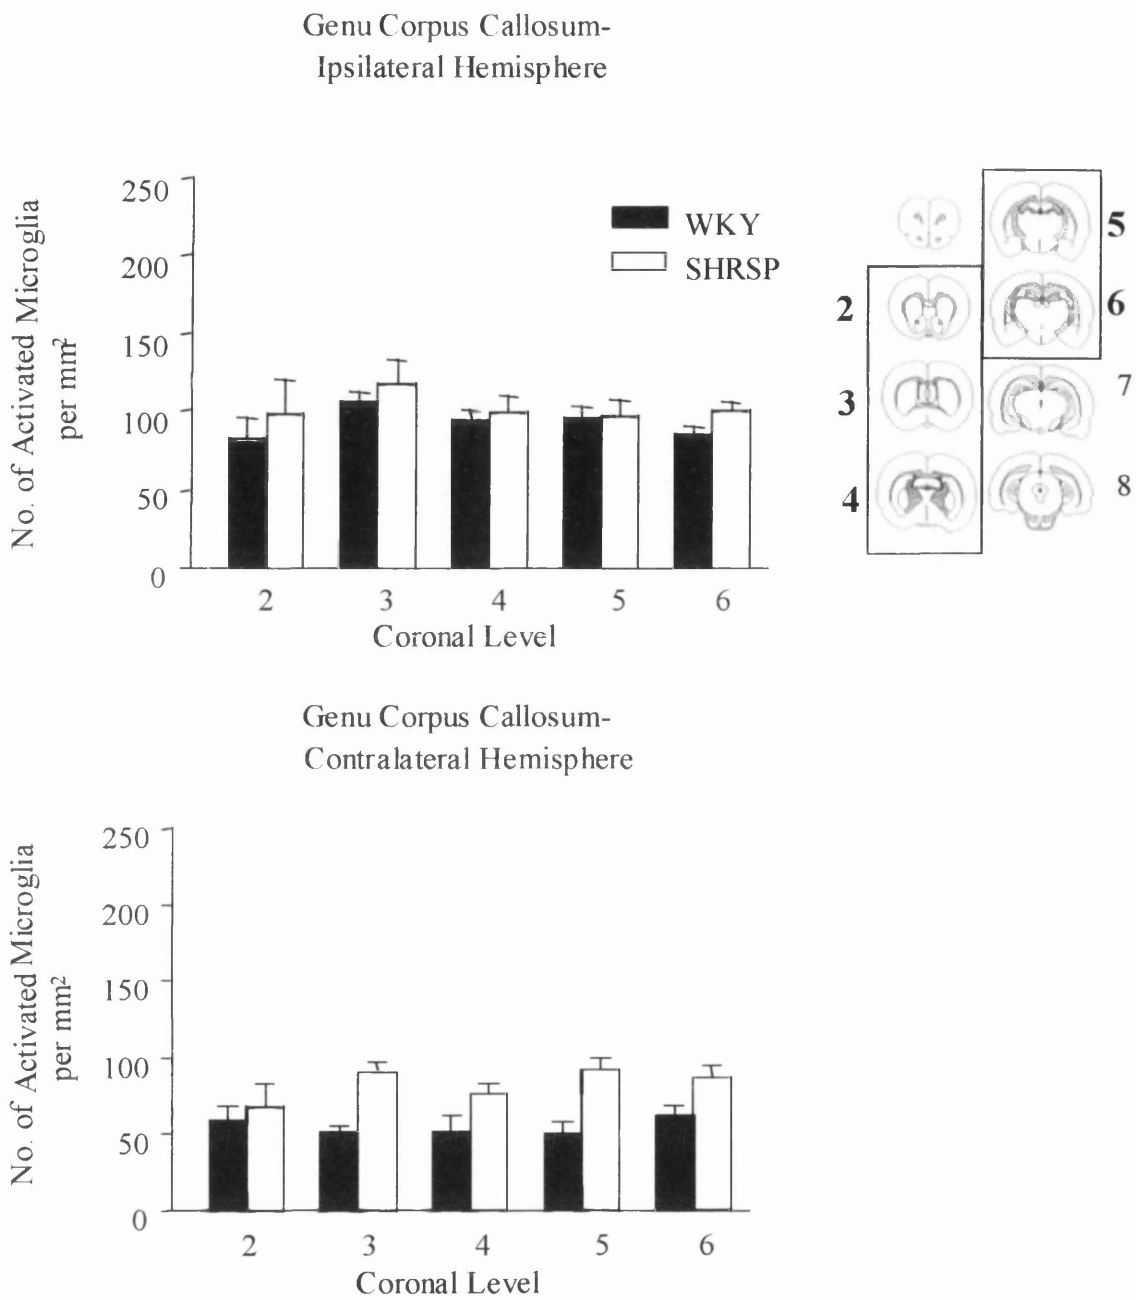 Genu Corpus Callosum-
Ipsilateral Hemisphere
No. of Activated Microglia
per mm²
250
200
150
100
50
0
WKY
SHRSP
2
3
4
5
6
Coronal Level
5
2
6
3
7
4
8
Genu Corpus Callosum-
Contralateral Hemisphere
No. of Activated Microglia
per mm²
250
200
150
100
50
0
2
3
4
5
6
Coronal Level